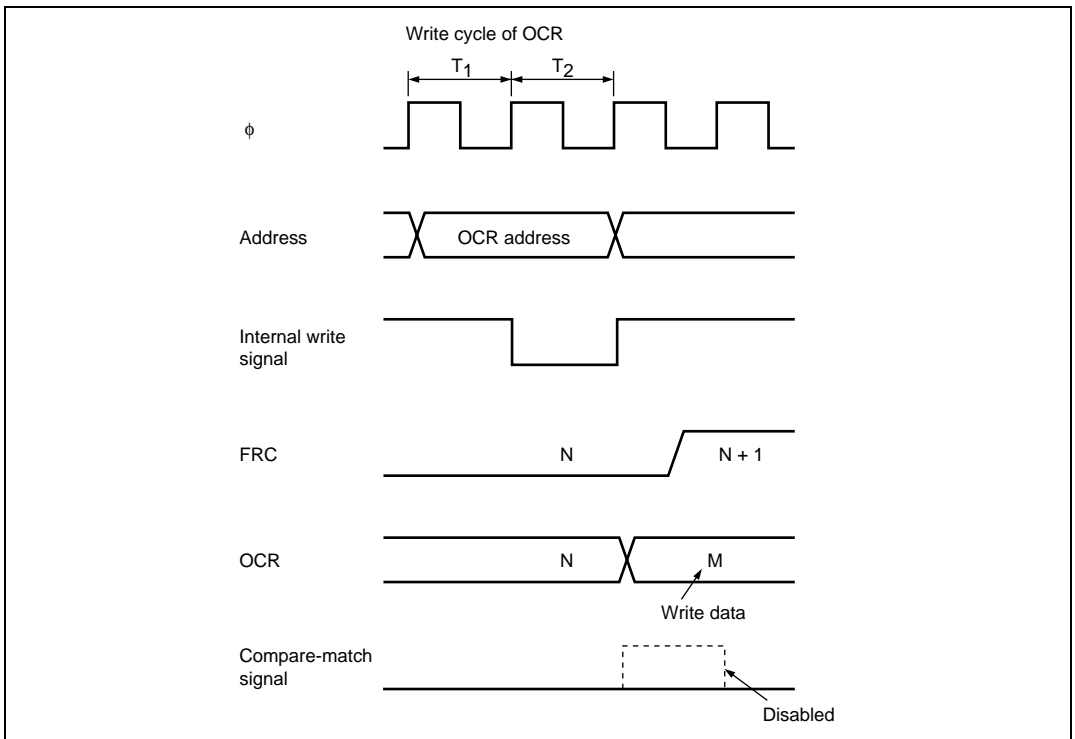 Write cycle of OCR
T1 T2
ϕ
Address
OCR address
Internal write
signal
FRC
N
N + 1
OCR
N
M
Write data
Compare-match
signal
Disabled